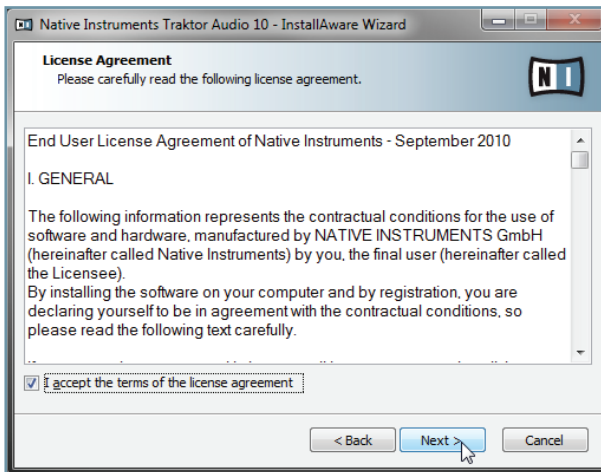 Native Instruments Traktor Audio 10 - InstallAware Wizard
License Agreement
Please carefully read the following license agreement.
NI
End User License Agreement of Native Instruments - September 2010
I. GENERAL
The following information represents the contractual conditions for the use of
software and hardware, manufactured by NATIVE INSTRUMENTS GmbH
(hereinafter called Native Instruments) by you, the final user (hereinafter called
the Licensee).
By installing the software on your computer and by registration, you are
declaring yourself to be in agreement with the contractual conditions, so
please read the following text carefully.
I accept the terms of the license agreement
< Back Next > Cancel